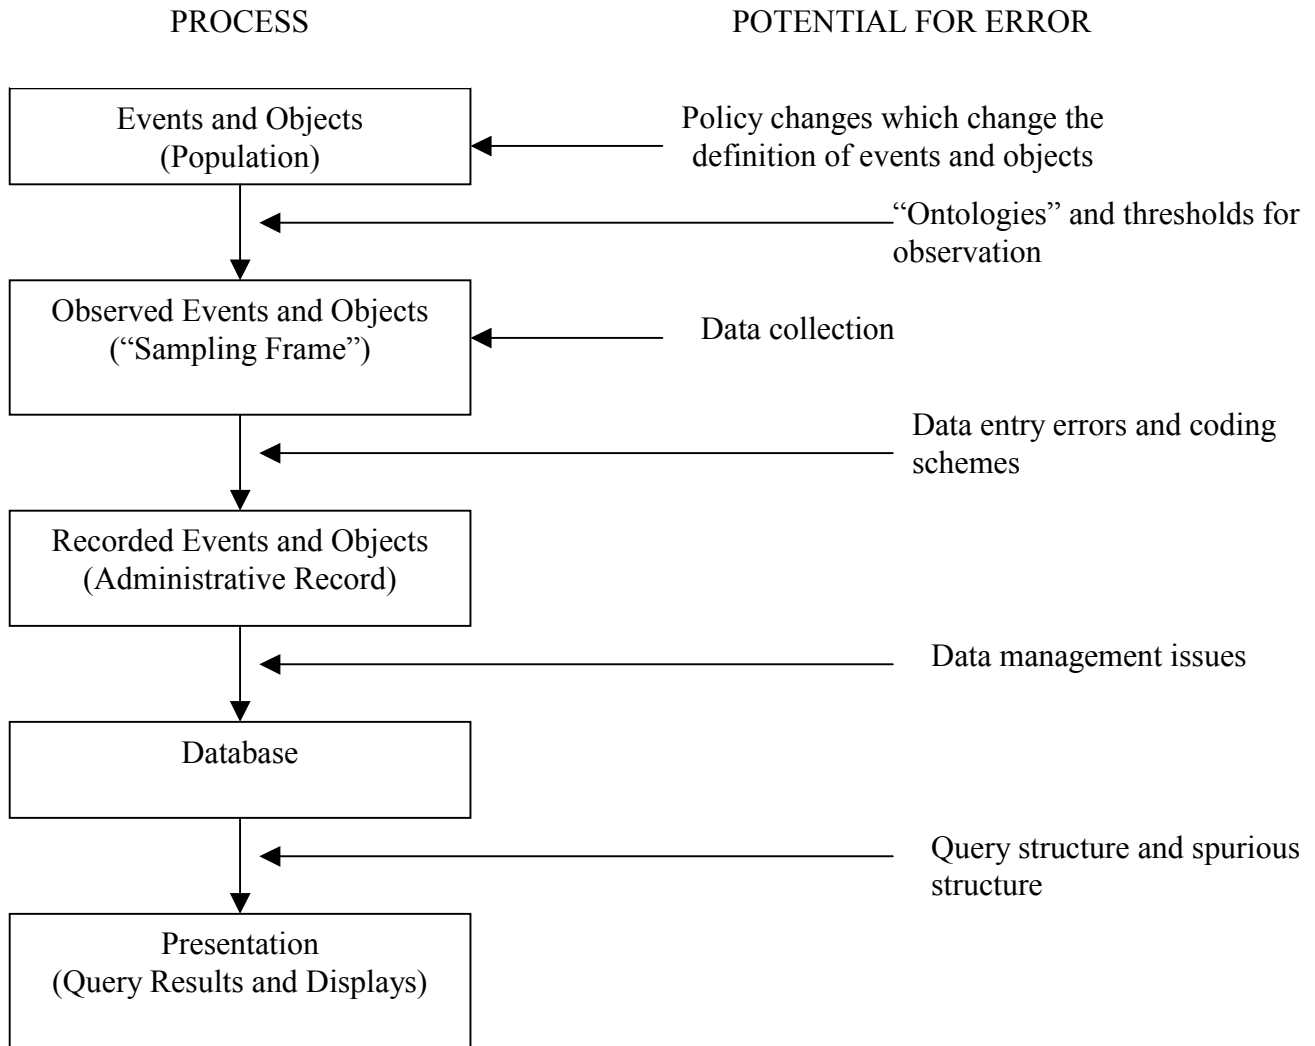 PROCESS
POTENTIAL FOR ERROR
Events and Objects
(Population)
Policy changes which change the
definition of events and objects
“Ontologies” and thresholds for
observation
Observed Events and Objects
(“Sampling Frame”)
Data collection
Data entry errors and coding
schemes
Recorded Events and Objects
(Administrative Record)
Data management issues
Database
Query structure and spurious
structure
Presentation
(Query Results and Displays)